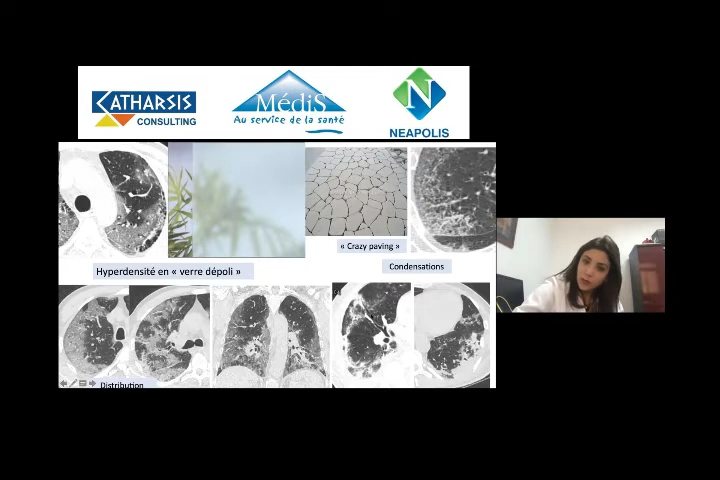 CATHARSIS
CONSULTING
MédiS
Au service de la santé
N
NEAPOLIS
« Crazy paving »
Hyperdensité en « verre dépoli »
Condensations
Distribution